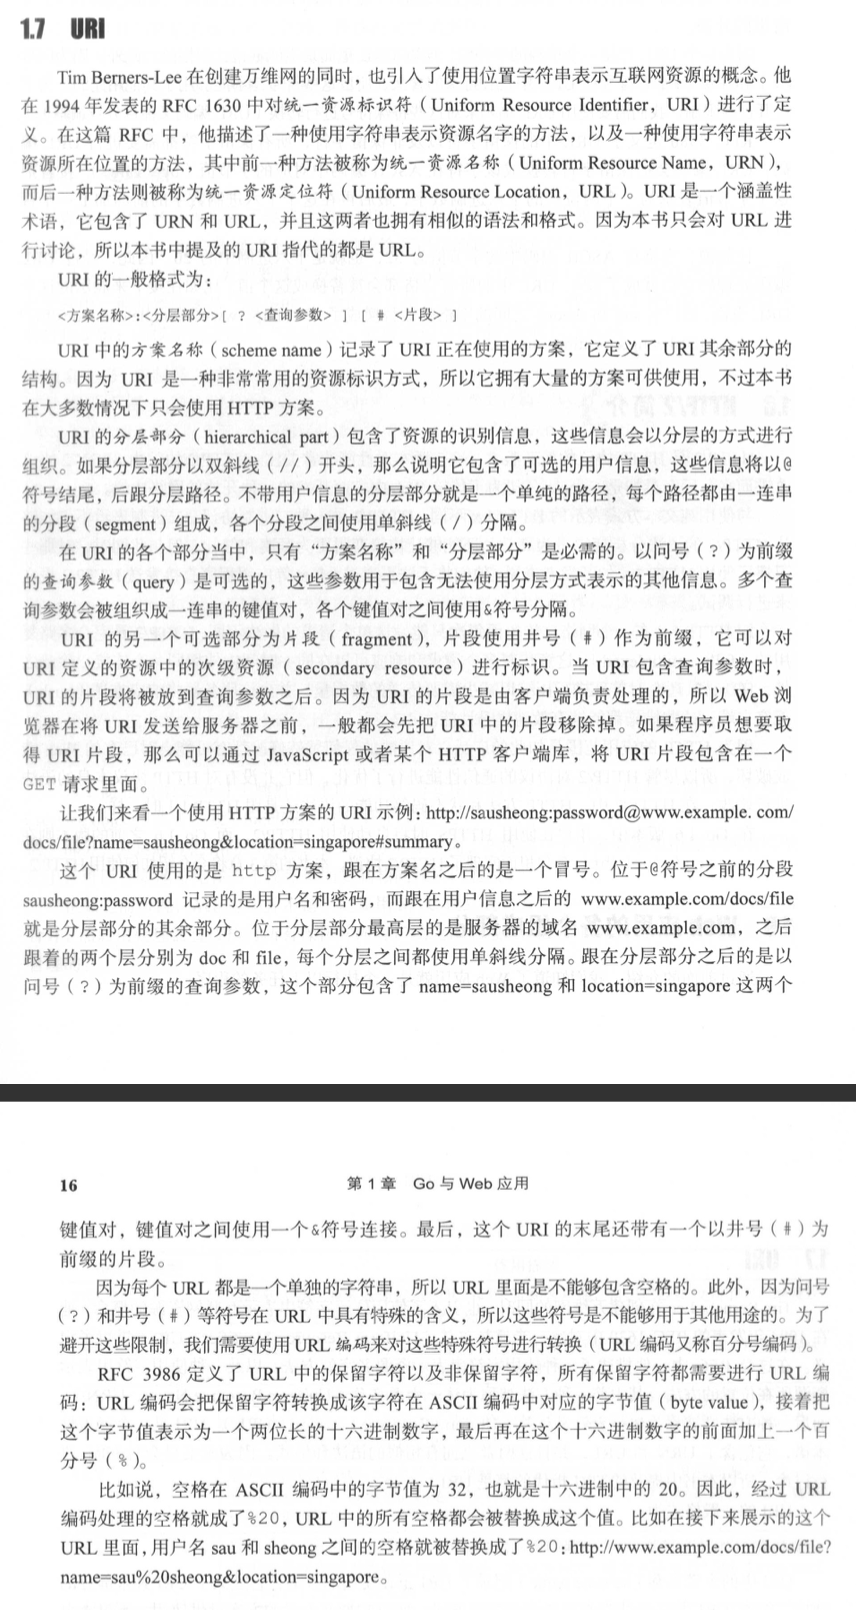 1.7 URI
Tim Berners-Lee 在创建万维网的同时，也引入了使用位置字符串表示互联网资源的概念。他
在 1994 年发表的 RFC 1630 中对统一资源标识符（Uniform Resource Identifier，URI）进行了定
义。在这篇 RFC 中，他描述了一种使用字符串表示资源名字的方法，以及一种使用字符串表示
资源所在位置的方法，其中前一种方法被称为统一资源名称（Uniform Resource Name，URN），
而后一种方法则被称为统一资源定位符（Uniform Resource Location，URL）。URI 是一个涵盖性
术语，它包含了 URN 和 URL，并且这两者也拥有相似的语法和格式。因为本书只会对 URL 进
行讨论，所以本书中提及的 URI 指代的都是 URL。
URI 的一般格式为：
<方案名称>:<分层部分>[ ? <查询参数> ] [ # <片段> ]
URI 中的方案名称（scheme name）记录了 URI 正在使用的方案，它定义了 URI 其余部分的
结构。因为 URI 是一种非常常用的资源标识方式，所以它拥有大量的方案可供使用，不过本书
在大多数情况下只会使用 HTTP 方案。
URI 的分层部分（hierarchical part）包含了资源的识别信息，这些信息会以分层的方式进行
组织。如果分层部分以双斜线（//）开头，那么说明它包含了可选的用户信息，这些信息将以@
符号结尾，后跟分层路径。不带用户信息的分层部分就是一个单纯的路径，每个路径都由一连串
的分段（segment）组成，各个分段之间使用单斜线（/）分隔。
在 URI 的各个部分当中，只有“方案名称”和“分层部分”是必需的。以问号（?）为前缀
的查询参数（query）是可选的，这些参数用于包含无法使用分层方式表示的其他信息。多个查
询参数会被组织成一连串的键值对，各个键值对之间使用&符号分隔。
URI 的另一个可选部分为片段（fragment），片段使用井号（#）作为前缀，它可以对
URI 定义的资源中的次级资源（secondary resource）进行标识。当 URI 包含查询参数时，
URI 的片段将被放到查询参数之后。因为 URI 的片段是由客户端负责处理的，所以 Web 浏
览器在将 URI 发送给服务器之前，一般都会先把 URI 中的片段移除掉。如果程序员想要取
得 URI 片段，那么可以通过 JavaScript 或者某个 HTTP 客户端库，将 URI 片段包含在一个
GET 请求里面。
让我们来看一个使用 HTTP 方案的 URI 示例：http://sausheong:password@www.example. com/
docs/file?name=sausheong&location=singapore#summary。
这个 URI 使用的是 http 方案，跟在方案名之后的是一个冒号。位于@符号之前的分段
sausheong:password 记录的是用户名和密码，而跟在用户信息之后的 www.example.com/docs/file
就是分层部分的其余部分。位于分层部分最高层的是服务器的域名 www.example.com，之后
跟着的两个层分别为 doc 和 file，每个分层之间都使用单斜线分隔。跟在分层部分之后的是以
问号（?）为前缀的查询参数，这个部分包含了 name=sausheong 和 location=singapore 这两个
16 第 1 章 Go 与 Web 应用
键值对，键值对之间使用一个&符号连接。最后，这个 URI 的末尾还带有一个以井号（#）为
前缀的片段。
因为每个 URL 都是一个单独的字符串，所以 URL 里面是不能够包含空格的。此外，因为问号
（?）和井号（#）等符号在 URL 中具有特殊的含义，所以这些符号是不能够用于其他用途的。为了
避开这些限制，我们需要使用 URL 编码来对这些特殊符号进行转换（URL 编码又称百分号编码）。
RFC 3986 定义了 URL 中的保留字符以及非保留字符，所有保留字符都需要进行 URL 编
码：URL 编码会把保留字符转换成该字符在 ASCII 编码中对应的字节值（byte value），接着把
这个字节值表示为一个两位长的十六进制数字，最后再在这个十六进制数字的前面加上一个百
分号（%）。
比如说，空格在 ASCII 编码中的字节值为 32，也就是十六进制中的 20。因此，经过 URL
编码处理的空格就成了%20，URL 中的所有空格都会被替换成这个值。比如在接下来展示的这个
URL 里面，用户名 sau 和 sheong 之间的空格就被替换成了%20：http://www.example.com/docs/file?
name=sau%20sheong&location=singapore。